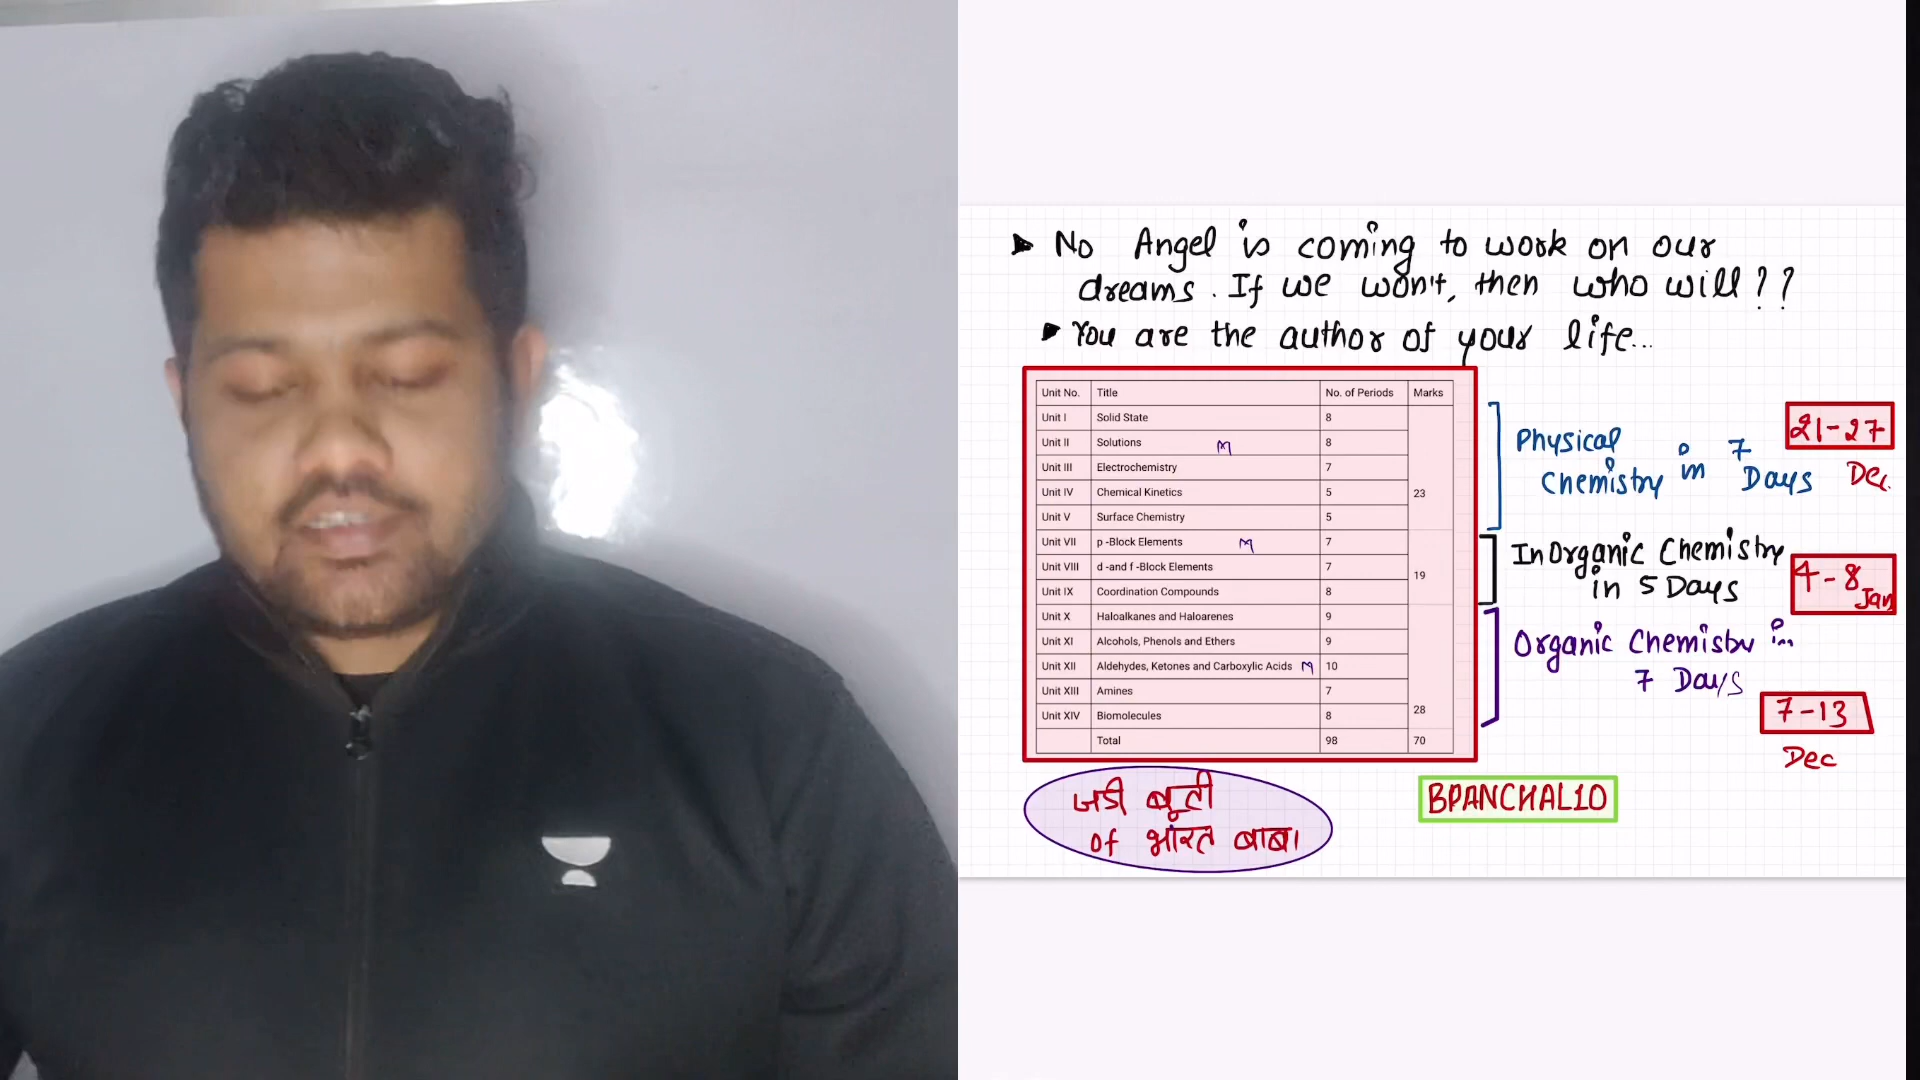 No Angel is coming to work on our
dreams. If we won't, then who will??
You are the author of your life...
Unit No. Title No. of Periods Marks
Unit I Solid State 8
Unit II Solutions M 8
Unit III Electrochemistry 7
Unit IV Chemical Kinetics 5 23
Unit V Surface Chemistry 5
Unit VII p -Block Elements M 7
Unit VIII d -and f -Block Elements 7 19
Unit IX Coordination Compounds 8
Unit X Haloalkanes and Haloarenes 9
Unit XI Alcohols, Phenols and Ethers 9
Unit XII Aldehydes, Ketones and Carboxylic Acids M 10
Unit XIII Amines 7
Unit XIV Biomolecules 8 28
Total 98 70
Physical
Chemistry in 7 Days
21-27
Dec.
InOrganic Chemistry
in 5 Days
4-8
Jan
Organic Chemistry in
7 Days
7-13
Dec
जडी बूटी
of भारत बाबा
BPANCHAL10